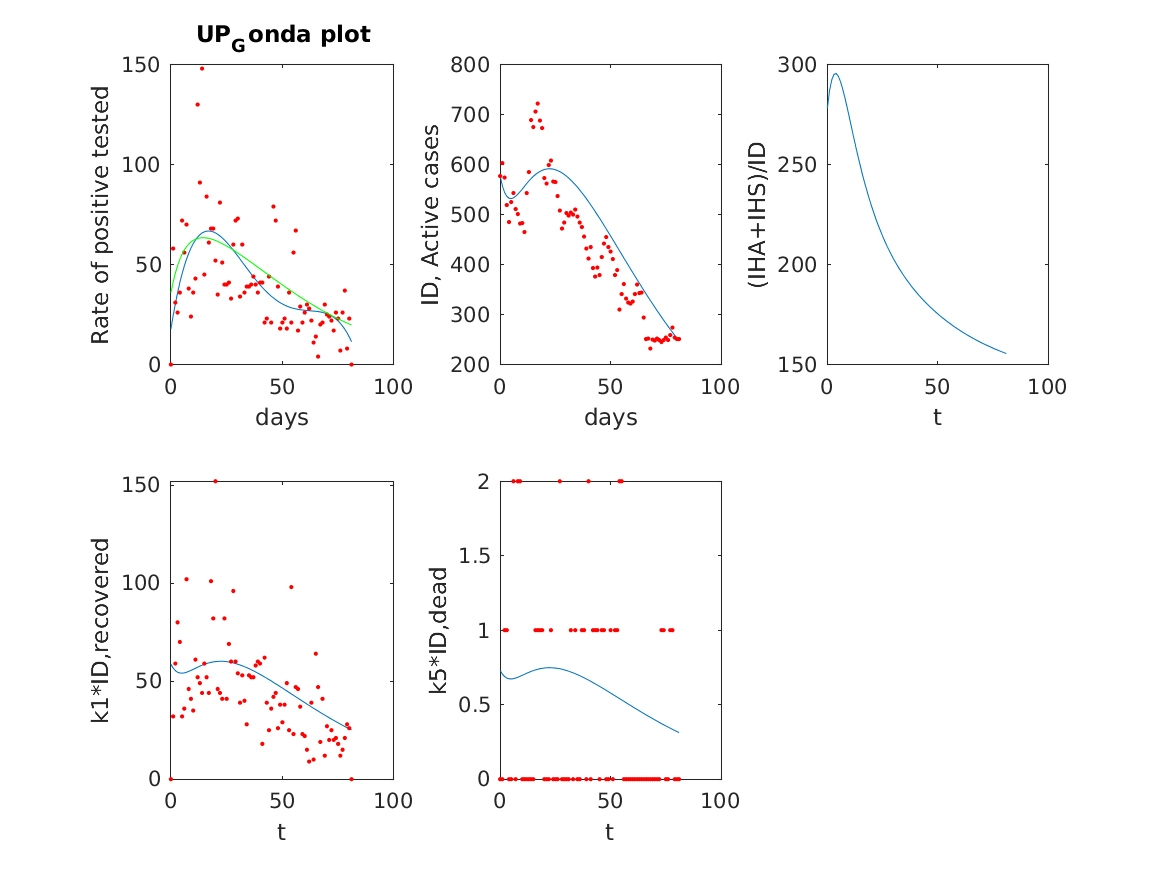 UP_Gonda plot
150
100
50
0
0 50 100
days
Rate of positive tested
800
700
600
500
400
300
200
0 50 100
days
ID, Active cases
300
250
200
150
0 50 100
t
(IHA+IHS)/ID
150
100
50
0
0 50 100
t
k1*ID,recovered
2
1.5
1
0.5
0
0 50 100
t
k5*ID,dead